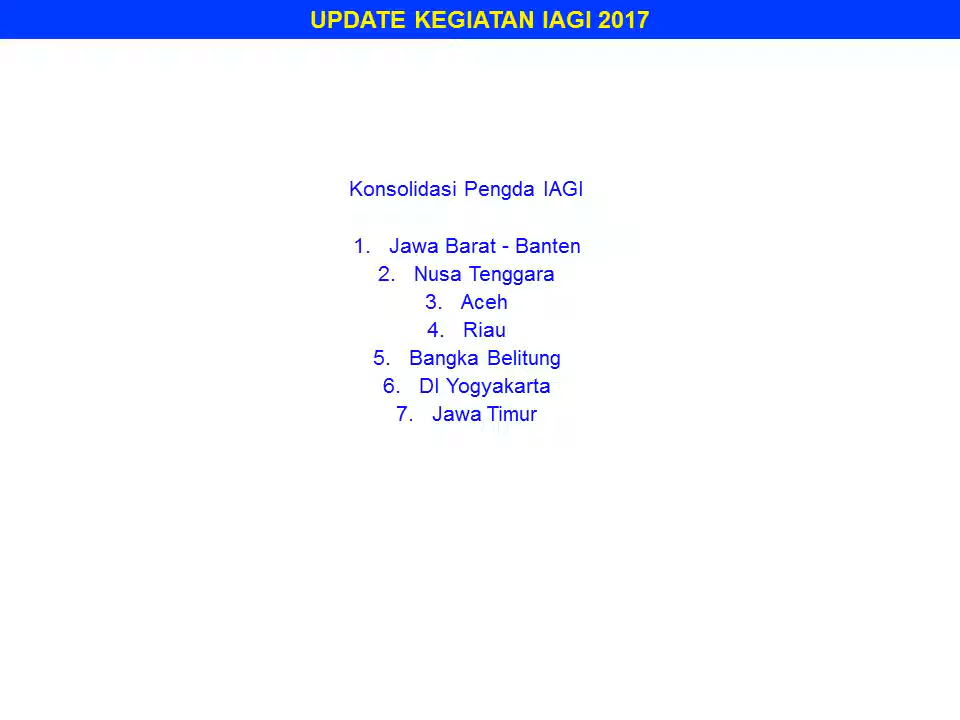 UPDATE KEGIATAN IAGI 2017
Konsolidasi Pengda IAGI
1. Jawa Barat - Banten
2. Nusa Tenggara
3. Aceh
4. Riau
5. Bangka Belitung
6. DI Yogyakarta
7. Jawa Timur